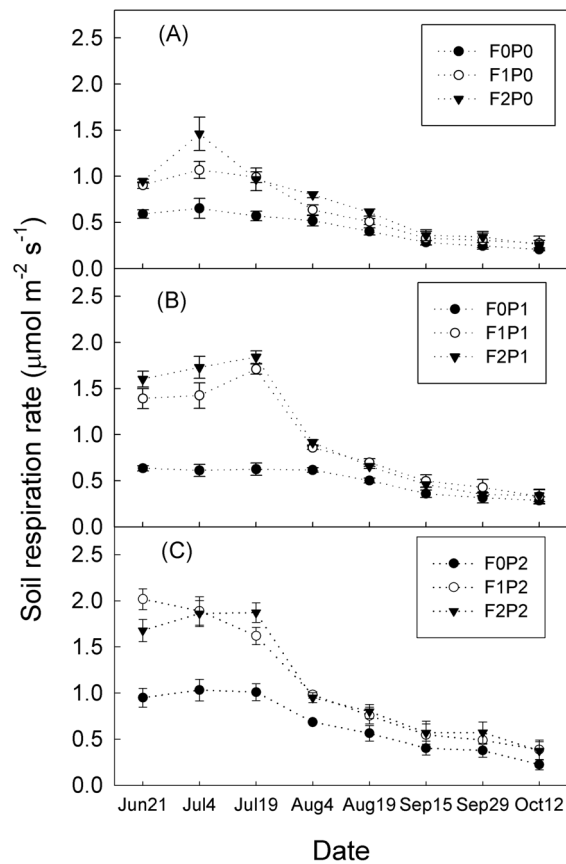 (A)
F0P0
F1P0
F2P0
2.5
2.0
1.5
1.0
0.5
0.0
(B)
F0P1
F1P1
F2P1
2.5
2.0
1.5
1.0
0.5
0.0
(C)
F0P2
F1P2
F2P2
2.5
2.0
1.5
1.0
0.5
0.0
Soil respiration rate (μmol m⁻² s⁻¹)
Jun21 Jul4 Jul19 Aug4 Aug19 Sep15 Sep29 Oct12
Date